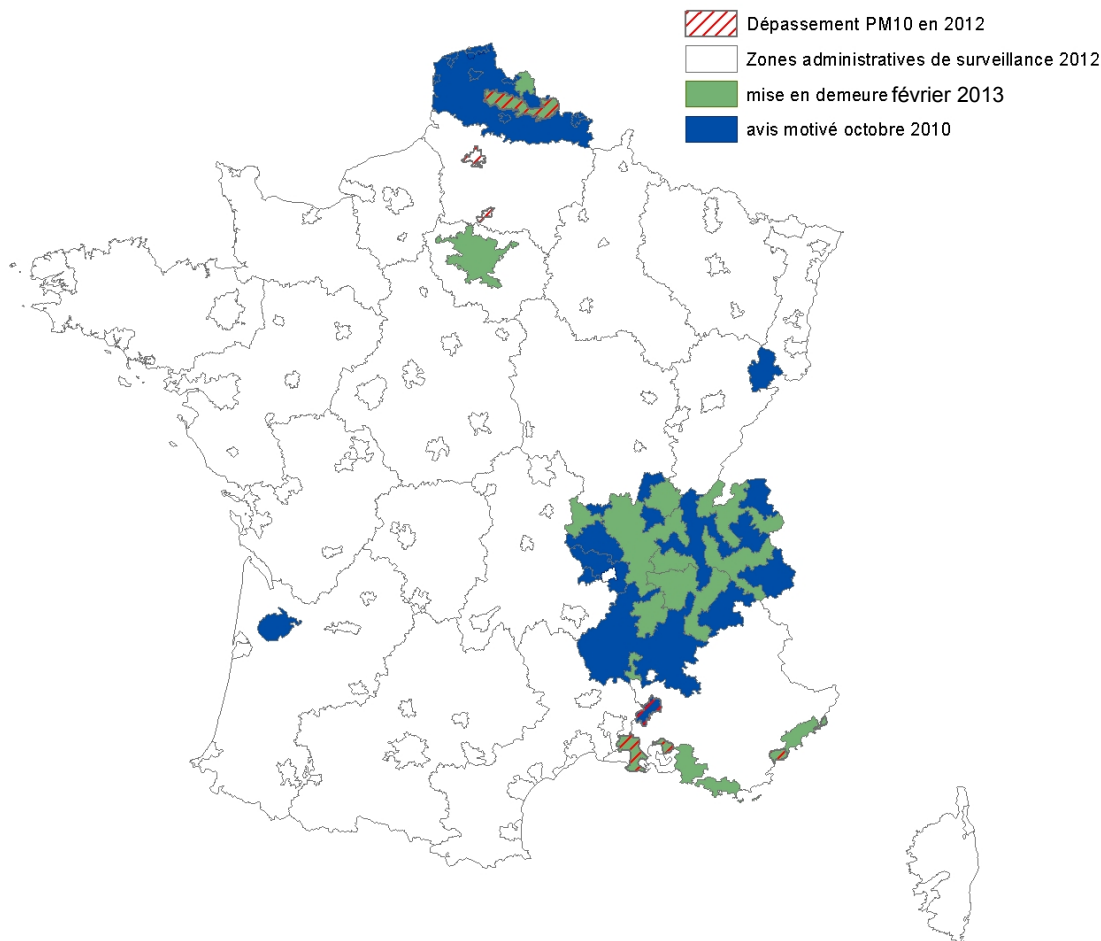 Dépassement PM10 en 2012
Zones administratives de surveillance 2012
mise en demeure février 2013
avis motivé octobre 2010